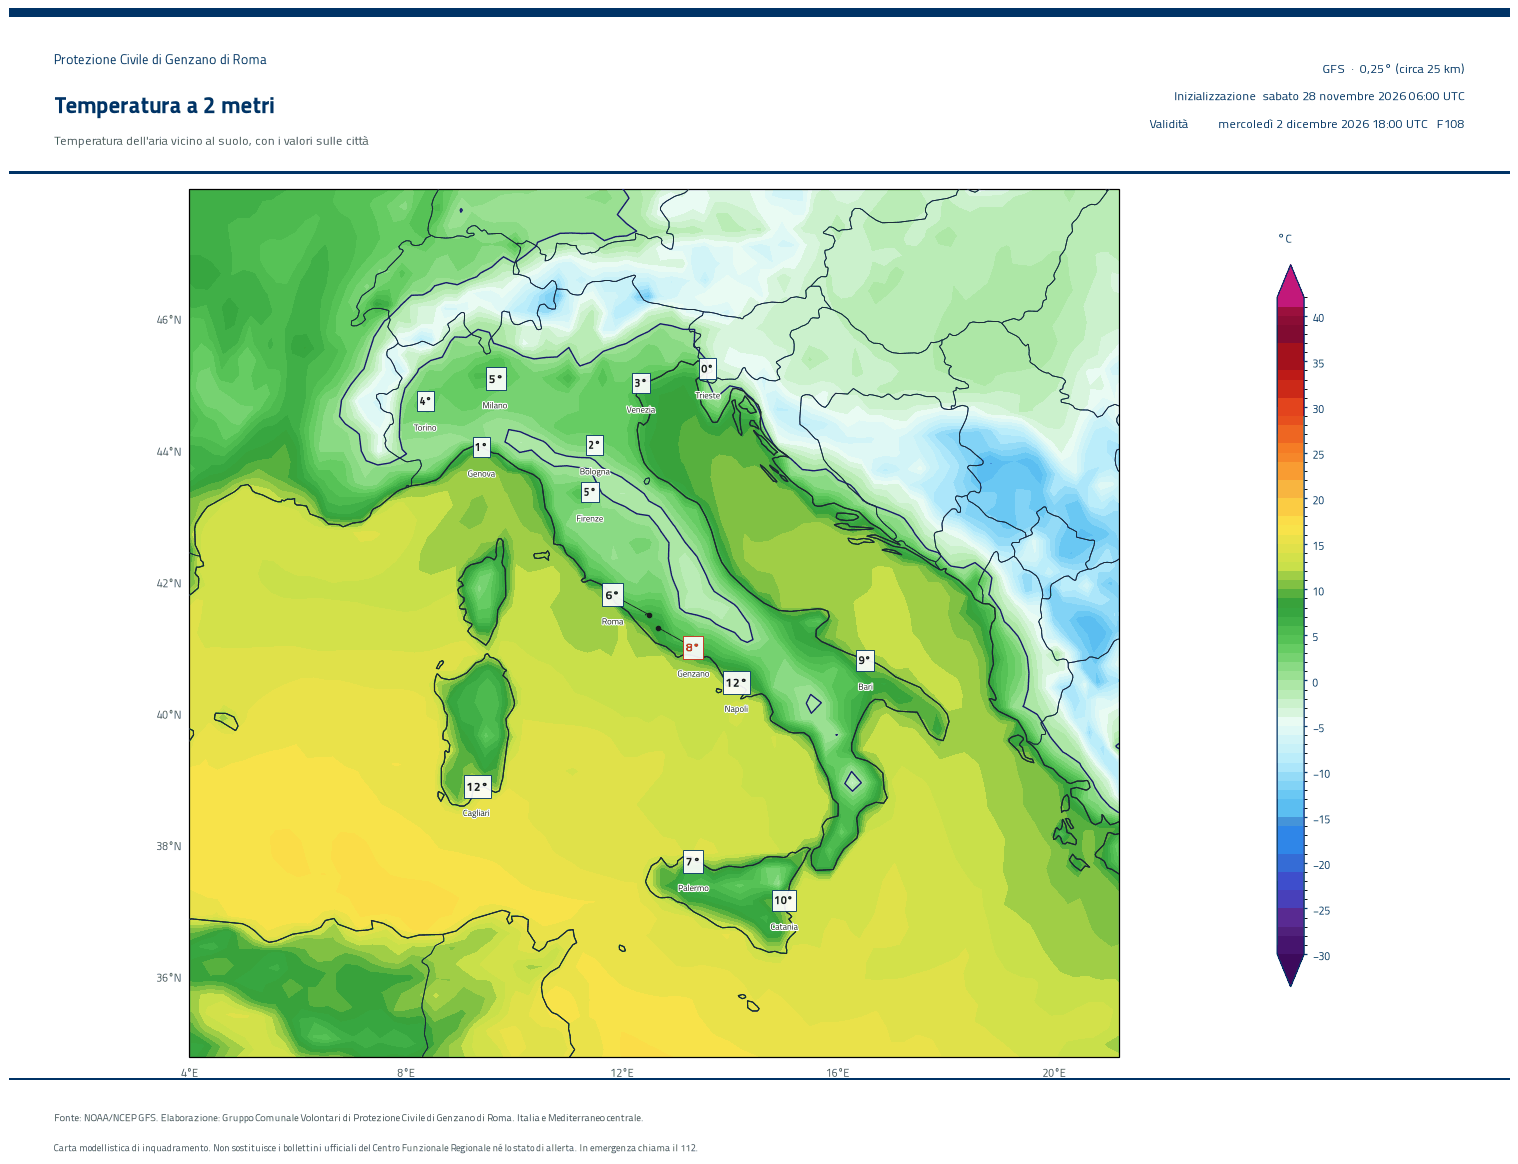 Protezione Civile di Genzano di Roma
Temperatura a 2 metri
Temperatura dell'aria vicino al suolo, con i valori sulle città
GFS · 0,25° (circa 25 km)
Inizializzazione sabato 28 novembre 2026 06:00 UTC
Validità mercoledì 2 dicembre 2026 18:00 UTC F108
°C
40
35
30
25
20
15
10
5
0
−5
−10
−15
−20
−25
−30
46°N
44°N
42°N
40°N
38°N
36°N
4°E
8°E
12°E
16°E
20°E
0°
Trieste
3°
Venezia
5°
Milano
4°
Torino
1°
Genova
2°
Bologna
5°
Firenze
6°
Roma
8°
Genzano
12°
Napoli
9°
Bari
12°
Cagliari
7°
Palermo
10°
Catania
Fonte: NOAA/NCEP GFS. Elaborazione: Gruppo Comunale Volontari di Protezione Civile di Genzano di Roma. Italia e Mediterraneo centrale.
Carta modellistica di inquadramento. Non sostituisce i bollettini ufficiali del Centro Funzionale Regionale né lo stato di allerta. In emergenza chiama il 112.